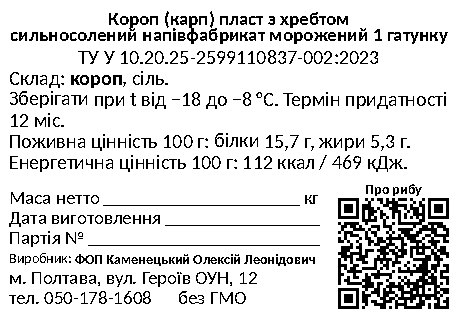 Короп (карп) пласт з хребтом
сильносолений напівфабрикат морожений 1 гатунку
ТУ У 10.20.25-2599110837-002:2023
Склад: короп, сіль.
Зберігати при t від −18 до −8 °С. Термін придатності
12 міс.
Поживна цінність 100 г: білки 15,7 г, жири 5,3 г.
Енергетична цінність 100 г: 112 ккал / 469 кДж.
Маса нетто ____________________ кг
Про рибу
Дата виготовлення ________________
Партія № ________________________
Виробник: ФОП Каменецький Олексій Леонідович
м. Полтава, вул. Героїв ОУН, 12
тел. 050-178-1608 без ГМО